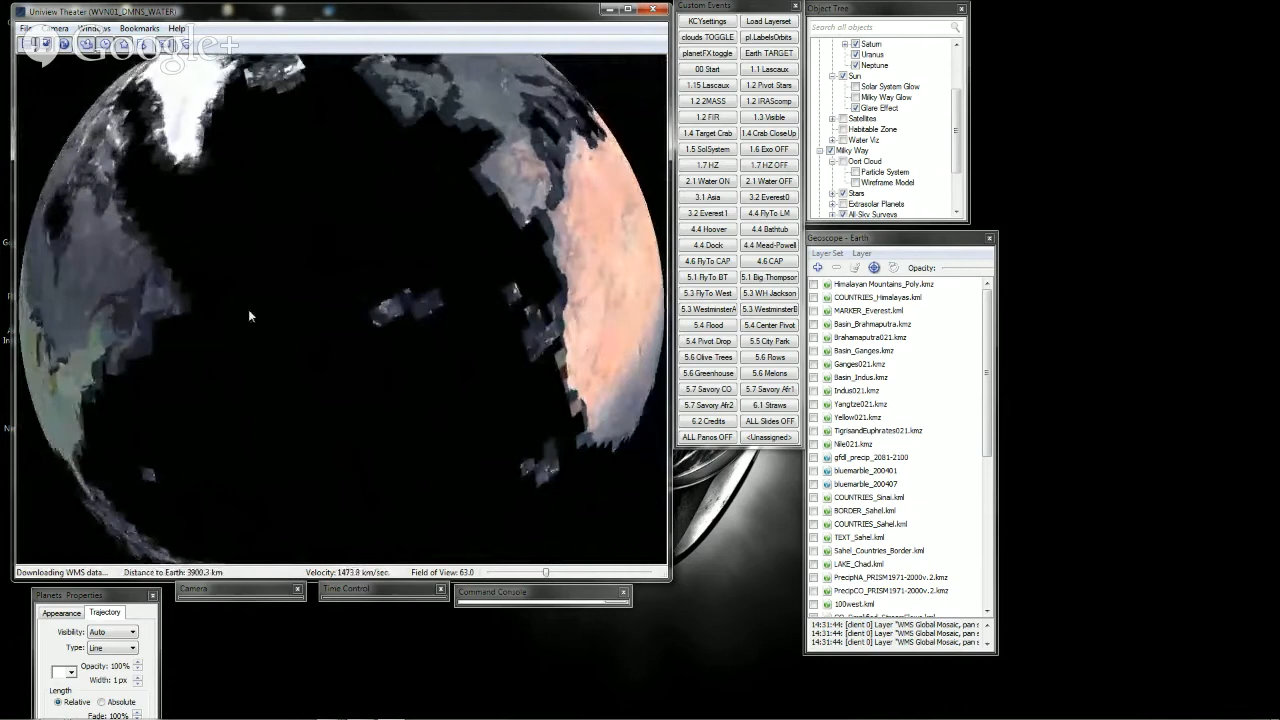 Uniview Theater (WVN01_DMNS_WATER)
File Camera Windows Bookmarks Help
Google+
Downloading WMS data... Distance to Earth: 3900.3 km Velocity: 1473.8 km/sec. Field of View: 63.0
Planets Properties
Appearance Trajectory
Visibility: Auto
Type: Line
Opacity: 100%
Width: 1 px
Length
Relative Absolute
Fade: 100%
Camera
Time Control
Command Console
Custom Events
KCYsettings Load Layerset
clouds TOGGLE pl.LabelsOrbits
planetFX toggle Earth TARGET
00 Start 1.1 Lascaux
1.15 Lascaux 1.2 Pivot Stars
1.2 2MASS 1.2 IRAScomp
1.2 FIR 1.3 Visible
1.4 Target Crab 1.4 Crab CloseUp
1.5 SolSystem 1.6 Exo OFF
1.7 HZ 1.7 HZ OFF
2.1 Water ON 2.1 Water OFF
3.1 Asia 3.2 Everest0
3.2 Everest1 4.4 FlyTo LM
4.4 Hoover 4.4 Bathtub
4.4 Dock 4.4 Mead-Powell
4.6 FlyTo CAP 4.6 CAP
5.1 FlyTo BT 5.1 Big Thompson
5.3 FlyTo West 5.3 WH Jackson
5.3 WestminsterA 5.3 WestminsterB
5.4 Flood 5.4 Center Pivot
5.4 Pivot Drop 5.5 City Park
5.6 Olive Trees 5.6 Rows
5.6 Greenhouse 5.6 Melons
5.7 Savory CO 5.7 Savory Afr1
5.7 Savory Afr2 6.1 Straws
6.2 Credits ALL Slides OFF
ALL Panos OFF <Unassigned>
Object Tree
Search all objects
Saturn
Uranus
Neptune
Sun
Solar System Glow
Milky Way Glow
Glare Effect
Satellites
Habitable Zone
Water Viz
Milky Way
Oort Cloud
Particle System
Wireframe Model
Stars
Extrasolar Planets
All-Sky Surveys
Geoscope - Earth
Layer Set Layer
Opacity:
Himalayan Mountains_Poly.kmz
COUNTRIES_Himalayas.kml
MARKER_Everest.kml
Basin_Brahmaputra.kmz
Brahamaputra021.kmz
Basin_Ganges.kmz
Ganges021.kmz
Basin_Indus.kmz
Indus021.kmz
Yangtze021.kmz
Yellow021.kmz
TigrisandEuphrates021.kmz
Nile021.kmz
gfdl_precip_2081-2100
bluemarble_200401
bluemarble_200407
COUNTRIES_Sinai.kml
BORDER_Sahel.kml
COUNTRIES_Sahel.kml
TEXT_Sahel.kml
Sahel_Countries_Border.kml
LAKE_Chad.kml
PrecipNA_PRISM1971-2000v.2.kmz
PrecipCO_PRISM1971-2000v.2.kmz
100west.kml
14:31:44: [client 0] Layer "WMS Global Mosaic, pan s
14:31:44: [client 0] Layer "WMS Global Mosaic, pan s
14:31:44: [client 0] Layer "WMS Global Mosaic, pan s